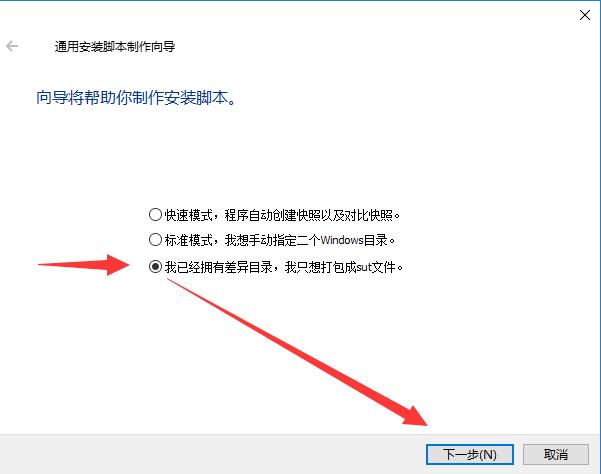 通用安装脚本制作向导
向导将帮助你制作安装脚本。
快速模式，程序自动创建快照以及对比快照。
标准模式，我想手动指定二个Windows目录。
我已经拥有差异目录，我只想打包成sut文件。
下一步(N)
取消